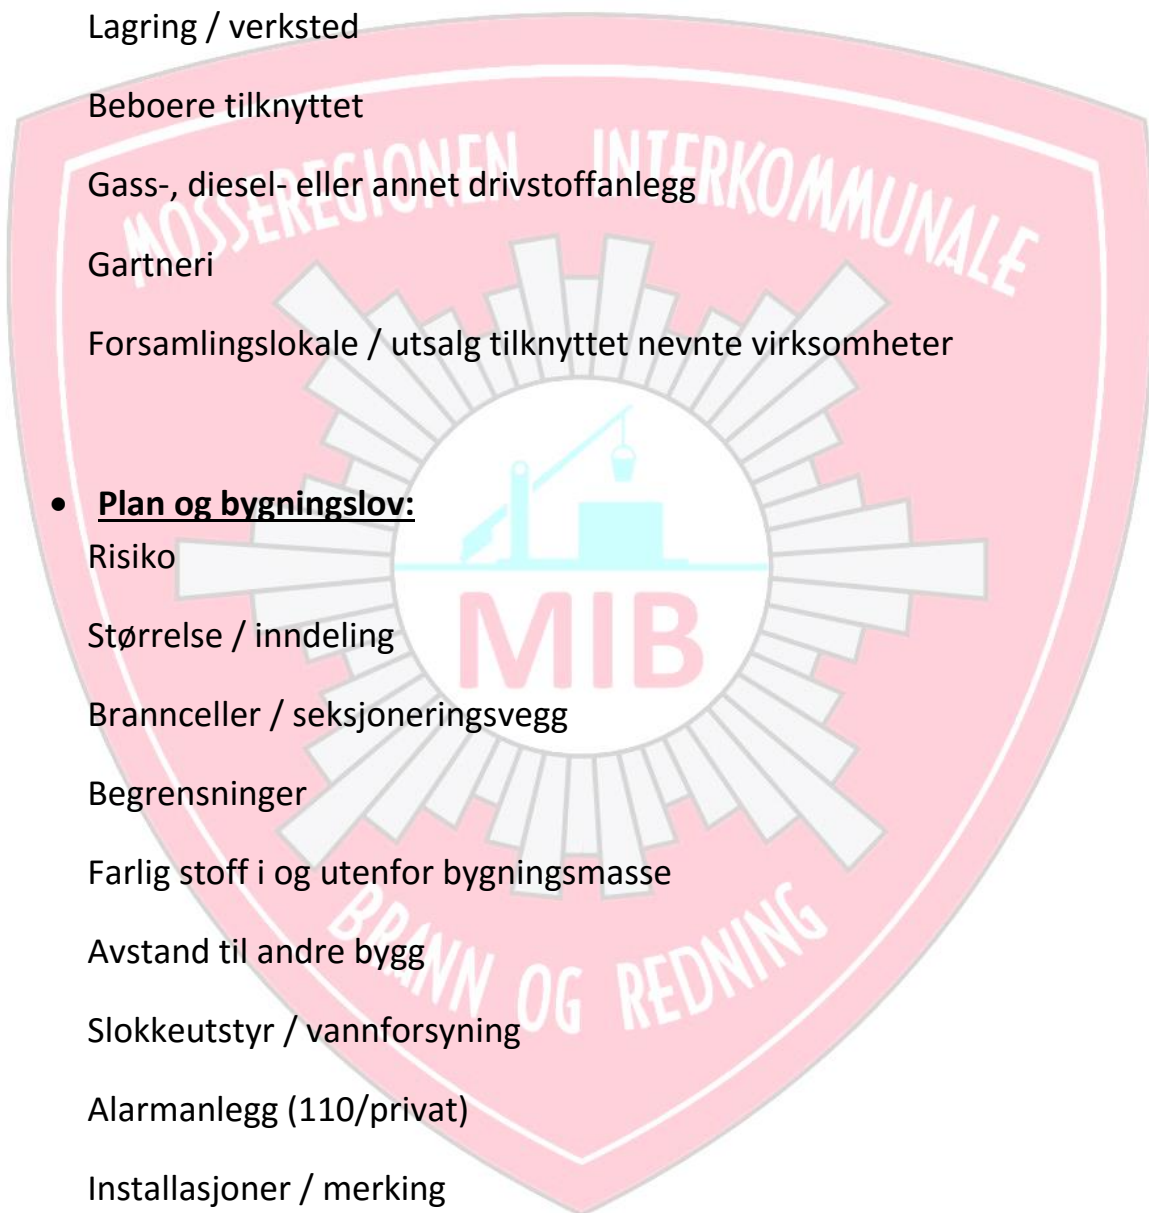 Lagring / verksted
Beboere tilknyttet
Gass-, diesel- eller annet drivstoffanlegg
MOSSEREGIONEN INTERKOMMUNALE
Gartneri
Forsamlingslokale / utsalg tilknyttet nevnte virksomheter
• Plan og bygningslov:
Risiko
MIB
Størrelse / inndeling
Brannceller / seksjoneringsvegg
Begrensninger
Farlig stoff i og utenfor bygningsmasse
BRANN OG REDNING
Avstand til andre bygg
Slokkeutstyr / vannforsyning
Alarmanlegg (110/privat)
Installasjoner / merking